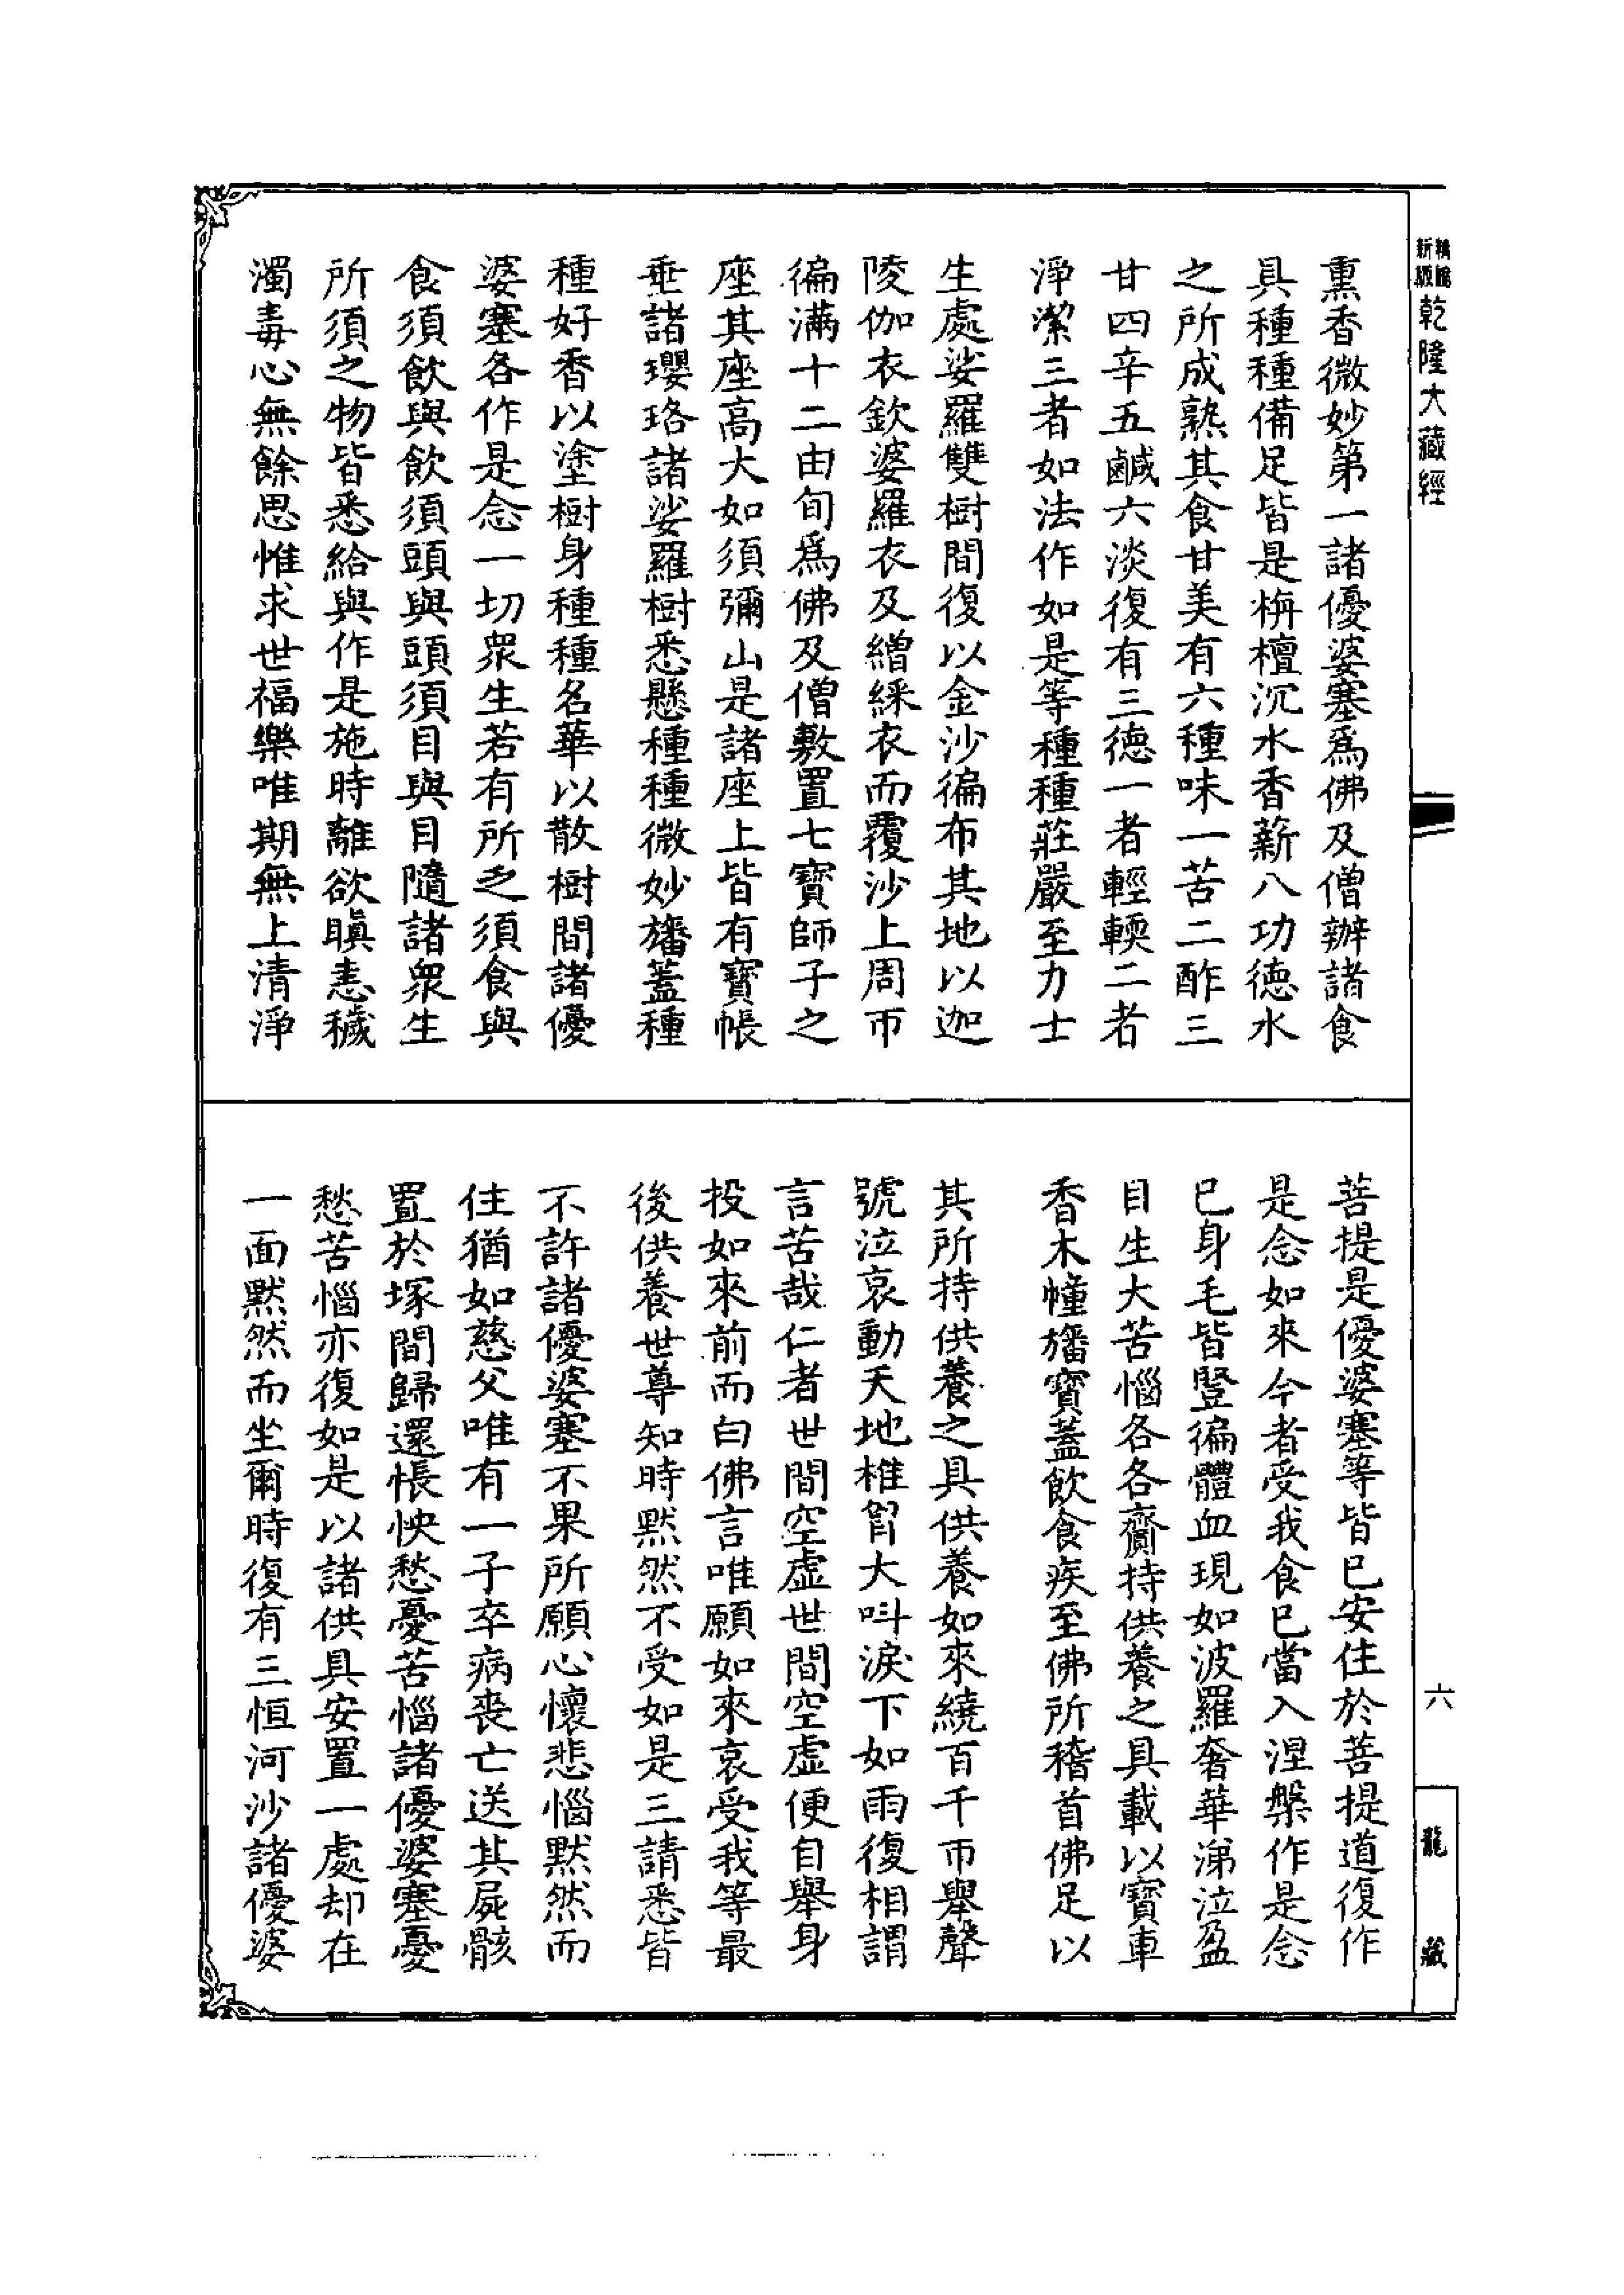 乾隆大藏經
熏香微妙第一諸優婆塞爲佛及僧辦諸食
具種種備足皆是栴檀沉水香薪八功德水
之所成熟其食甘美有六種味一苦二酢三
甘四辛五鹹六淡復有三德一者輕輭二者
淨潔三者如法作如是等種種莊嚴至力士
生處娑羅雙樹間復以金沙徧布其地以迦
陵伽衣欽婆羅衣及繒綵衣而覆沙上周帀
徧滿十二由旬爲佛及僧敷置七寶師子之
座其座高大如須彌山是諸座上皆有寶帳
垂諸瓔珞諸娑羅樹悉懸種種微妙旛蓋種
種好香以塗樹身種種名華以散樹間諸優
婆塞各作是念一切衆生若有所乏須食與
食須飲與飲須頭與頭須目與目隨諸衆生
所須之物皆悉給與作是施時離欲瞋恚穢
濁毒心無餘思惟求世福樂唯期無上清淨
菩提是優婆塞等皆已安住於菩提道復作
是念如來今者受我食已當入涅槃作是念
已身毛皆豎徧體血現如波羅奢華涕泣盈
目生大苦惱各各齎持供養之具載以寶車
香木幢旛寶蓋飲食疾至佛所稽首佛足以
其所持供養之具供養如來繞百千帀舉聲
號泣哀動天地椎胷大呌淚下如雨復相謂
言苦哉仁者世間空虛世間空虛便自舉身
投如來前而白佛言唯願如來哀受我等最
後供養世尊知時默然不受如是三請悉皆
不許諸優婆塞不果所願心懷悲惱默然而
住猶如慈父唯有一子卒病喪亡送其屍骸
置於塚間歸還悵怏愁憂苦惱諸優婆塞憂
愁苦惱亦復如是以諸供具安置一處却在
一面默然而坐爾時復有三恒河沙諸優婆
六
龍藏